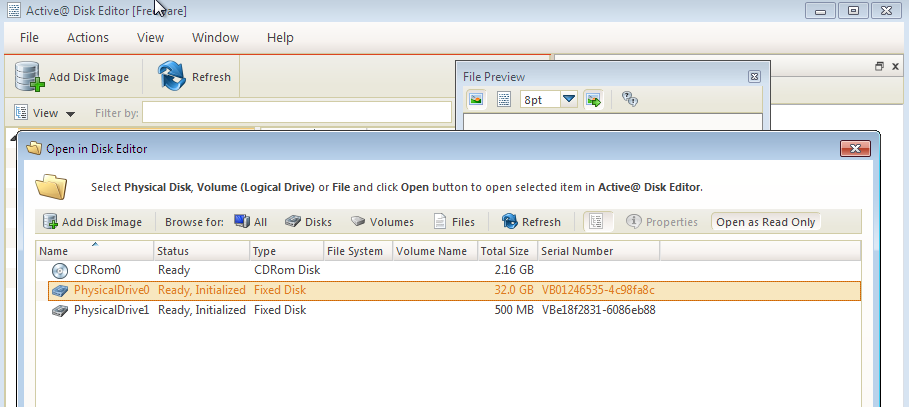 Active@ Disk Editor [Freeware]
File Actions View Window Help
Add Disk Image Refresh
File Preview
View Filter by: 8pt
Open in Disk Editor
Select Physical Disk, Volume (Logical Drive) or File and click Open button to open selected item in Active@ Disk Editor.
Add Disk Image Browse for: All Disks Volumes Files Refresh Properties Open as Read Only
Name Status Type File System Volume Name Total Size Serial Number
CDRom0 Ready CDRom Disk 2.16 GB
PhysicalDrive0 Ready, Initialized Fixed Disk 32.0 GB VB01246535-4c98fa8c
PhysicalDrive1 Ready, Initialized Fixed Disk 500 MB VBe18f2831-6086eb88